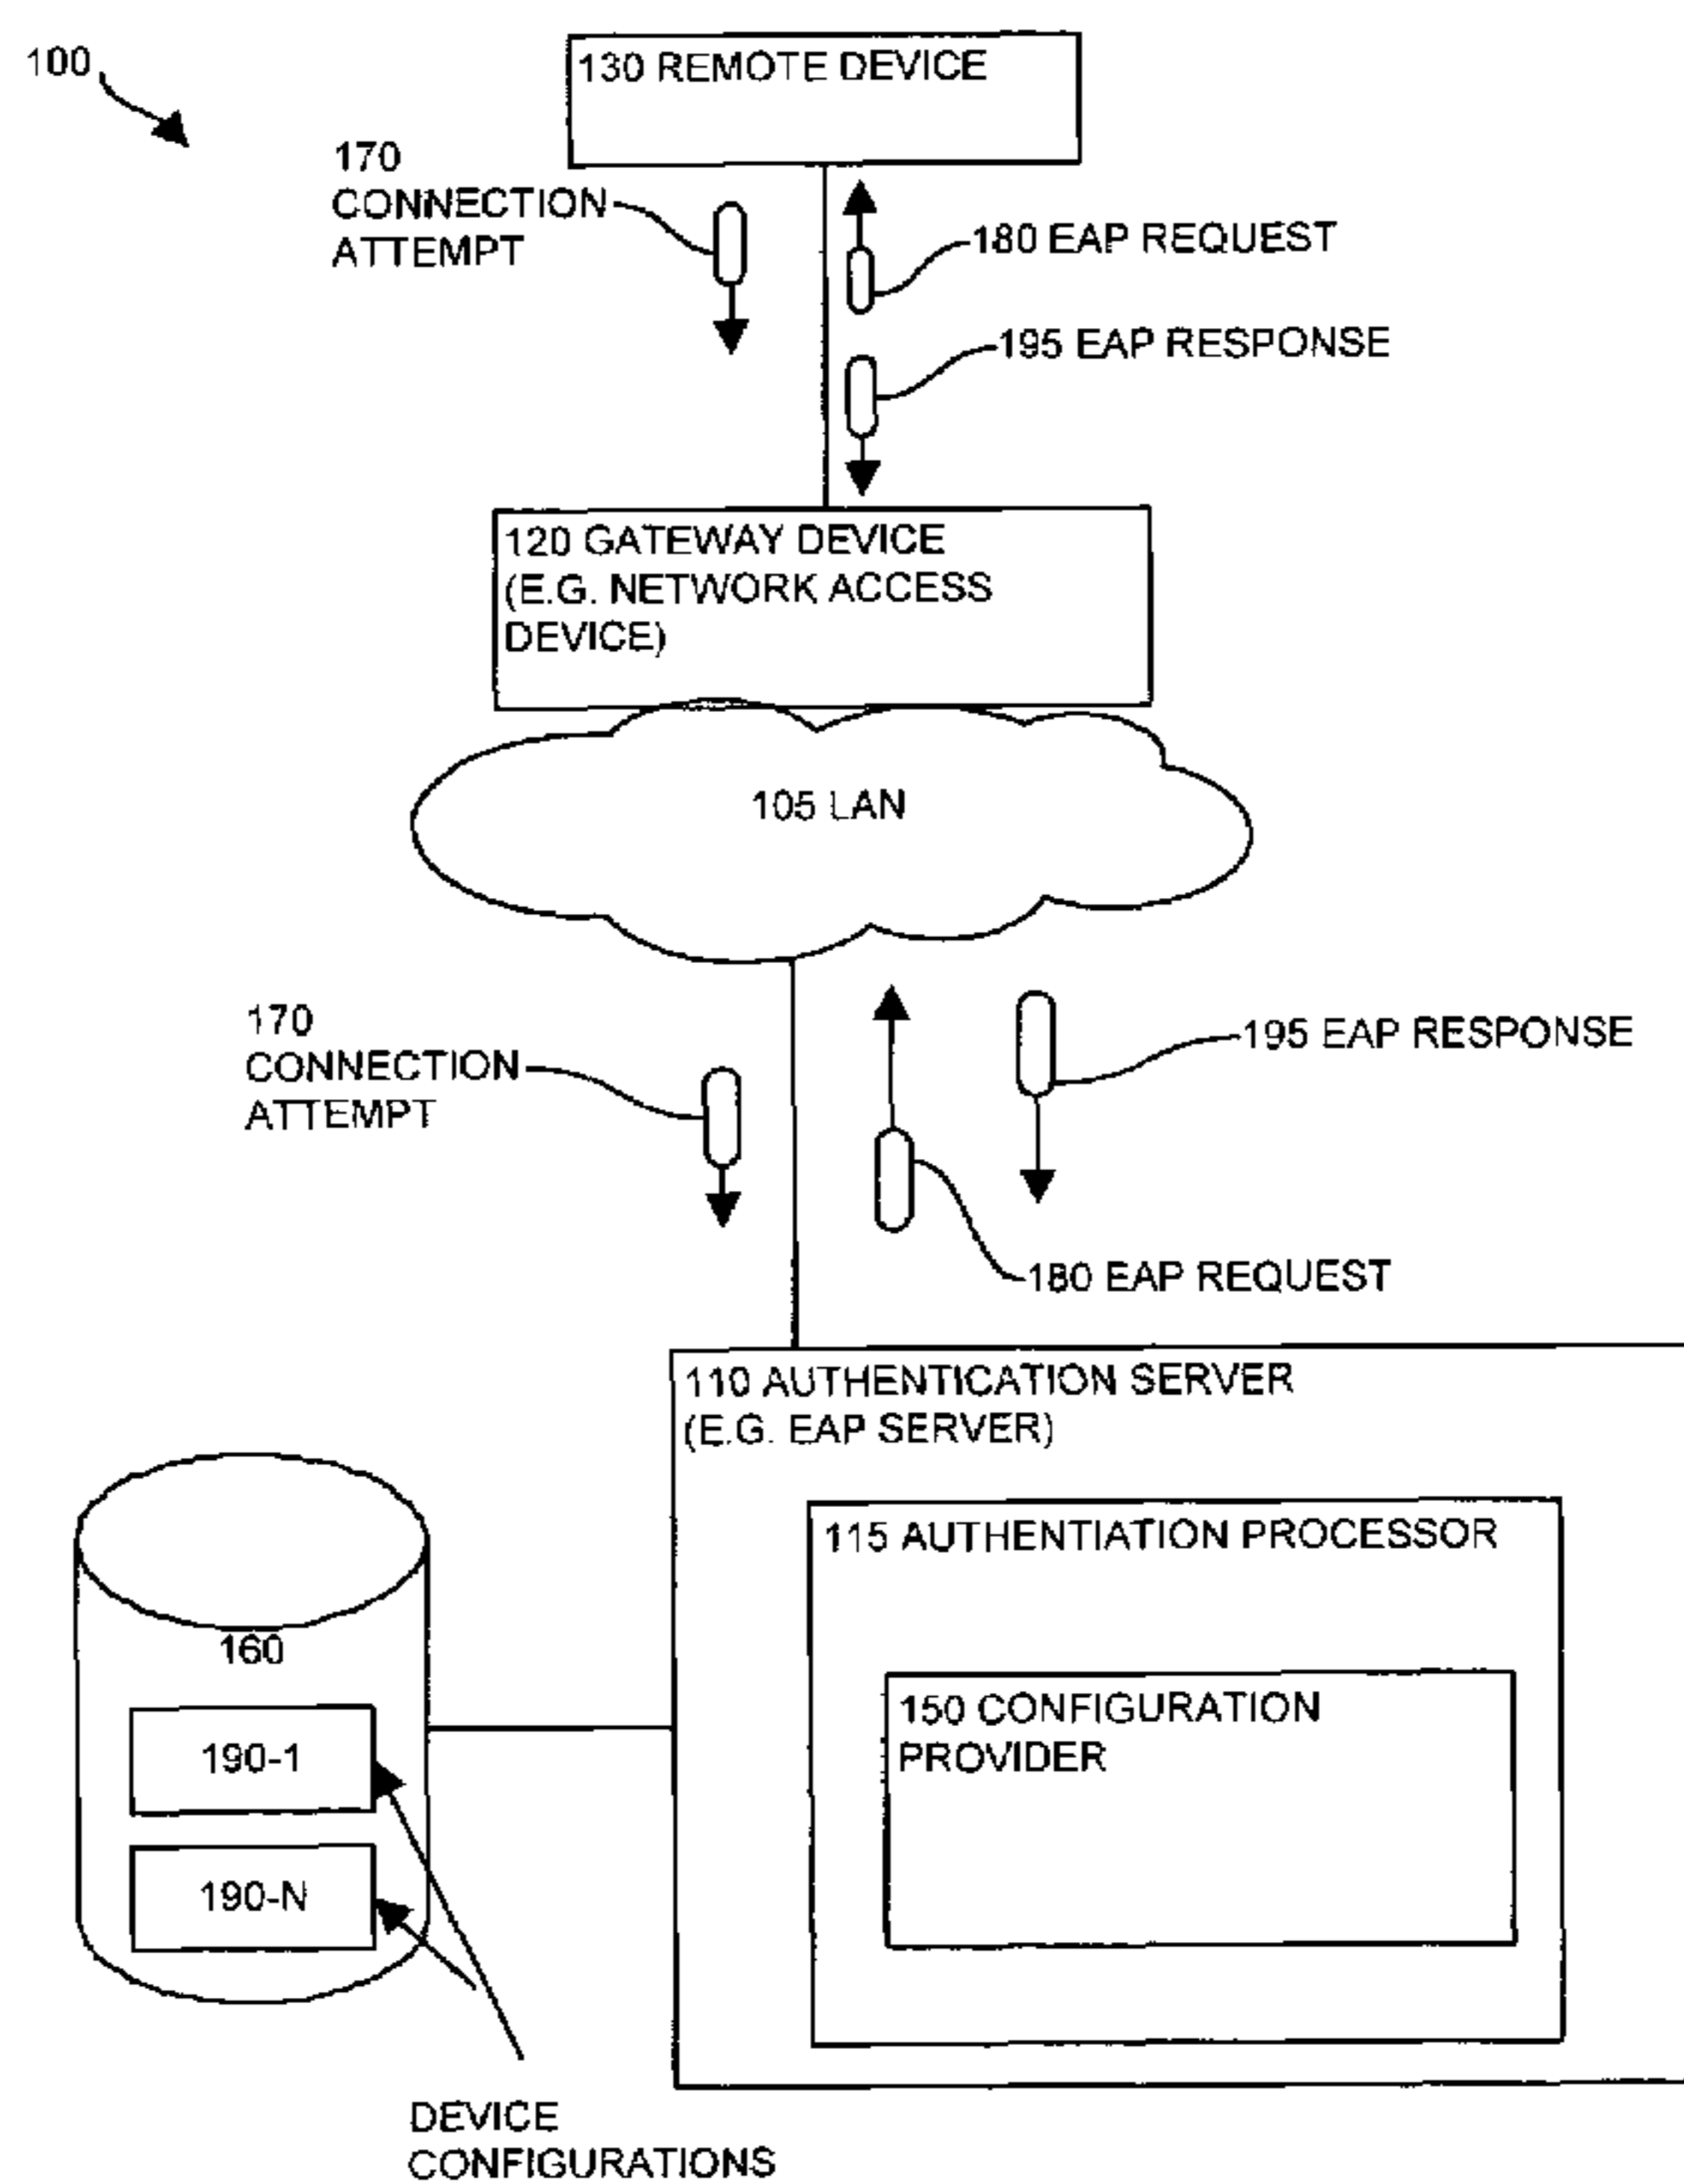 100
130 REMOTE DEVICE
170
CONNECTION
ATTEMPT
180 EAP REQUEST
195 EAP RESPONSE
120 GATEWAY DEVICE
(E.G. NETWORK ACCESS
DEVICE)
105 LAN
170
CONNECTION
ATTEMPT
195 EAP RESPONSE
180 EAP REQUEST
110 AUTHENTICATION SERVER
(E.G. EAP SERVER)
115 AUTHENTIATION PROCESSOR
160
150 CONFIGURATION
PROVIDER
190-1
190-N
DEVICE
CONFIGURATIONS